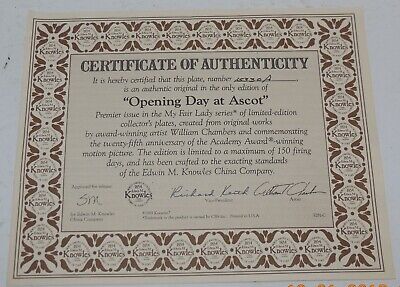 CERTIFICATE OF AUTHENTICITY
It is hereby certified that this plate, number 15330A,
is an authentic original in the only edition of
"Opening Day at Ascot"
Premier issue in the My Fair Lady series* of limited-edition
collector's plates, created from original works
by award-winning artist William Chambers and commemorating
the twenty-fifth anniversary of the Academy Award®-winning
motion picture. The edition is limited to a maximum of 150 firing
days, and has been crafted to the exacting standards
of the Edwin M. Knowles China Company.
Approved for release
SM
for Edwin M. Knowles
China Company
Vice-President
Artist
©1989 Knowles
Printed in U.S.A.
Knowles